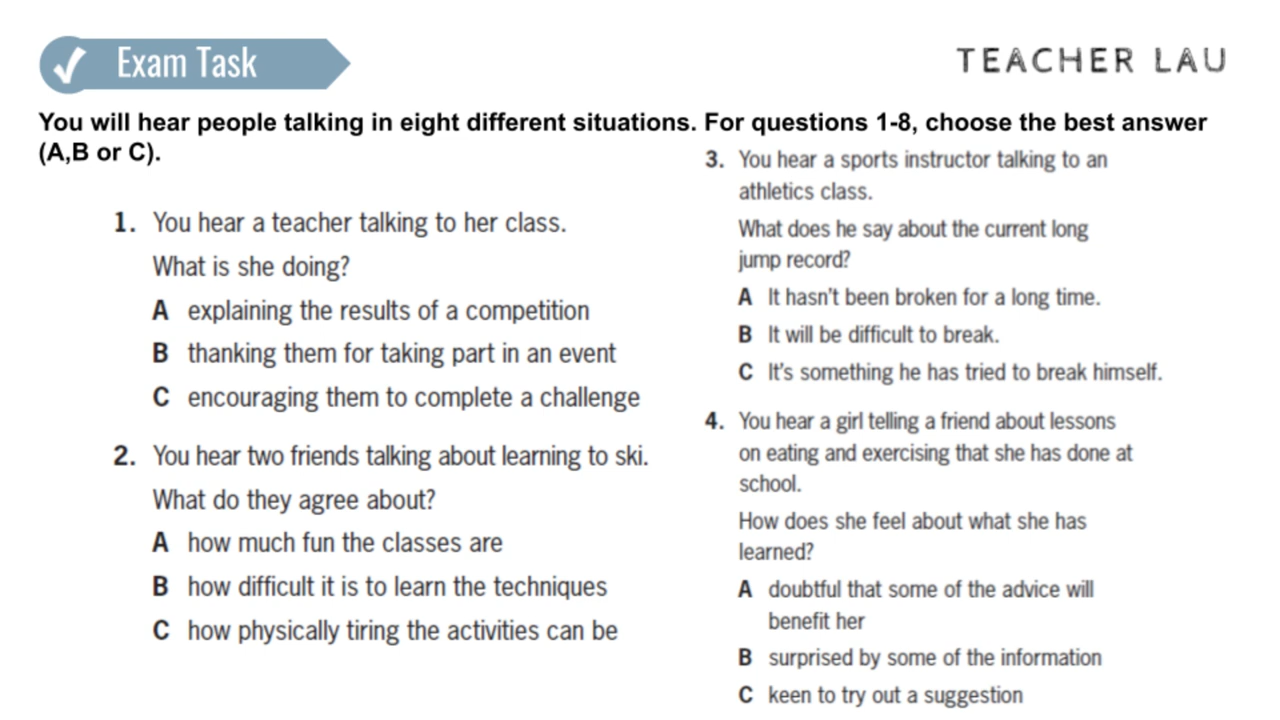 Exam Task
TEACHER LAU
You will hear people talking in eight different situations. For questions 1-8, choose the best answer
(A,B or C).
1. You hear a teacher talking to her class.
What is she doing?
A explaining the results of a competition
B thanking them for taking part in an event
C encouraging them to complete a challenge
2. You hear two friends talking about learning to ski.
What do they agree about?
A how much fun the classes are
B how difficult it is to learn the techniques
C how physically tiring the activities can be
3. You hear a sports instructor talking to an
athletics class.
What does he say about the current long
jump record?
A It hasn't been broken for a long time.
B It will be difficult to break.
C It's something he has tried to break himself.
4. You hear a girl telling a friend about lessons
on eating and exercising that she has done at
school.
How does she feel about what she has
learned?
A doubtful that some of the advice will
benefit her
B surprised by some of the information
C keen to try out a suggestion